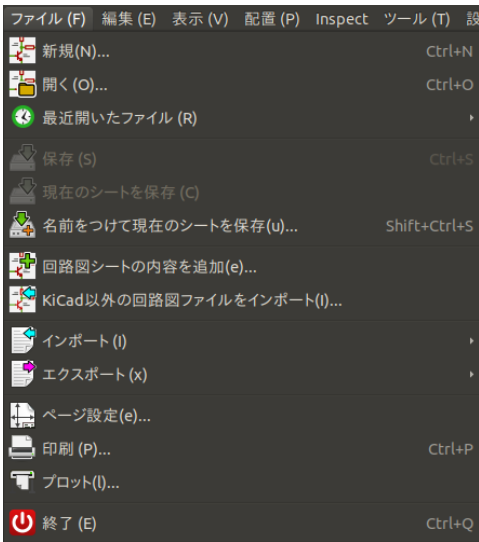 ファイル (F) 編集 (E) 表示 (V) 配置 (P) Inspect ツール (T) 設
新規(N)... Ctrl+N
開く(O)... Ctrl+O
最近開いたファイル (R)
保存 (S) Ctrl+S
現在のシートを保存 (C)
名前をつけて現在のシートを保存(u)... Shift+Ctrl+S
回路図シートの内容を追加(e)...
KiCad以外の回路図ファイルをインポート(I)...
インポート (I)
エクスポート (x)
ページ設定(e)...
印刷 (P)... Ctrl+P
プロット(l)...
終了 (E) Ctrl+Q